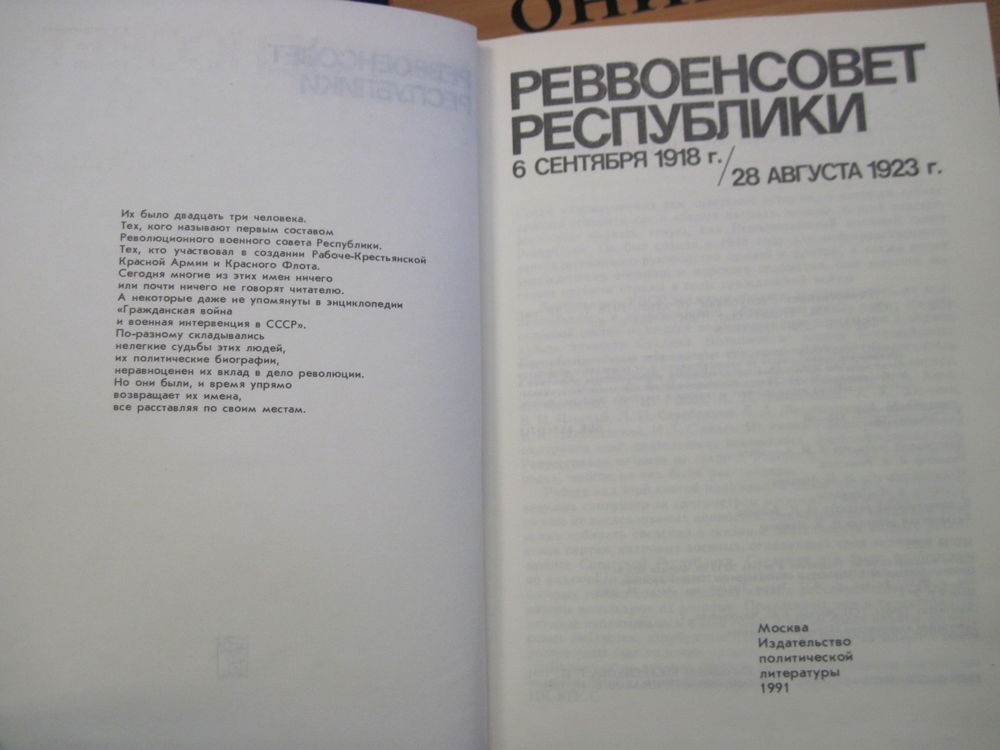 Их было двадцать три человека.
Тех, кого называют первым составом
Революционного военного совета Республики.
Тех, кто участвовал в создании Рабоче-Крестьянской
Красной Армии и Красного Флота.
Сегодня многие из этих имен ничего
или почти ничего не говорят читателю.
А некоторые даже не упомянуты в энциклопедии
«Гражданская война
и военная интервенция в СССР».
По-разному складывались
нелегкие судьбы этих людей,
их политические биографии,
неравноценен их вклад в дело революции.
Но они были, и время упрямо
возвращает их имена,
все расставляя по своим местам.
РЕВВОЕНСОВЕТ
РЕСПУБЛИКИ
6 СЕНТЯБРЯ 1918 г./
28 АВГУСТА 1923 г.
Москва
Издательство
политической
литературы
1991